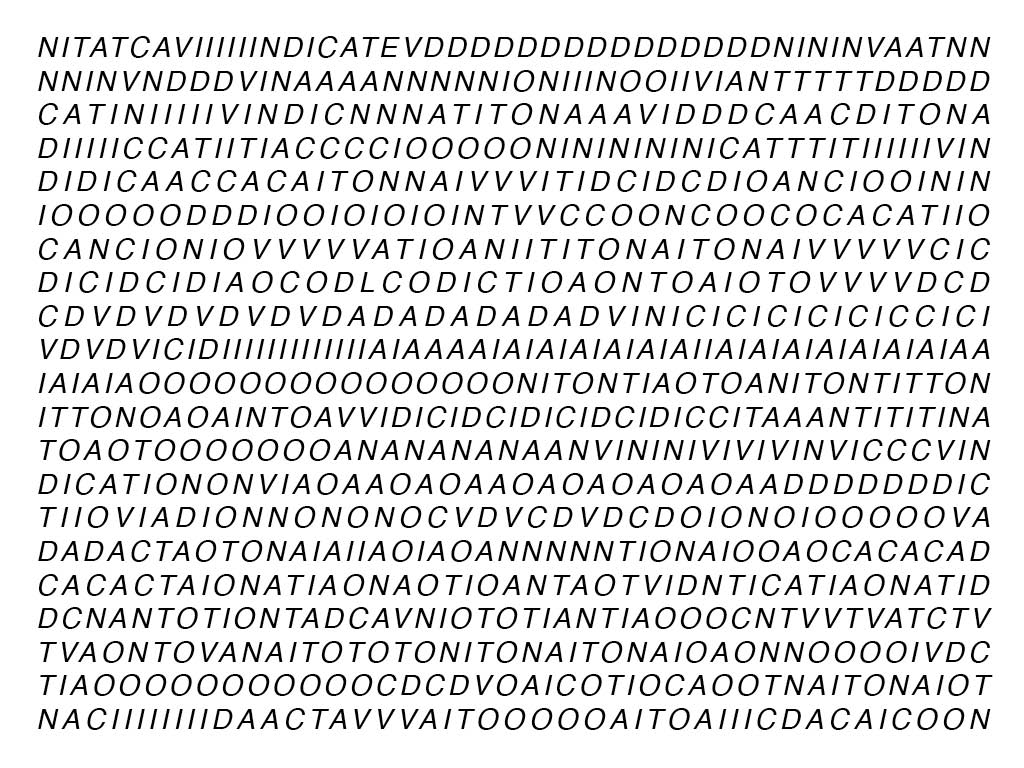 NITATCAVIIIIIINDICATEVDDDDDDDDDDDDDDDNININVAATNN
NNINVNDDDVINAAAANNNNNIONIIINOOIIVIANTTTTTDDDDD
CATINIIIIIVINDICNNNATITONAAAVIDDDCAACDITONA
DIIIIICCATIITIACCCCIOOOOONINININININICATTTITIIIIIIVIN
DIDICAACCACAITONNAIVVVITIDCIDCDIOANCIOOININ
IOOOOODDDIOOIOIOIOINTVVCCOONCOOCOCACATIIO
CANCIONIOVVVVVATIOANIITITONAITONAIVVVVVCIC
DICIDCIDIAOCODLCODICTIOAONTOAIOTOVVVVDCD
CDVDVDVDVDVDADADADADADVINICICICICICICCICI
VDVDVICIDIIIIIIIIIIIIIAIAAAAIAIAIAIAIAIAIIAIAIAIAIAIAIAIAA
IAIAIAOOOOOOOOOOOOOOOONITONTIAOTOANITONTITTON
ITTONOAOAINTOAVVIDICIDCIDICIDCIDICCITAAANTITITINA
TOAOTOOOOOOOANANANANAANVININIVIVIVINVICCCVIN
DICATIONONVIAOAAOAOAAOAOAOAOAOAADDDDDDDIC
TIIOVIADIONNONONOCVDVCDVDCDOIONOIOOOOOVA
DADACTAOTONAIAIIAOIAOANNNNNTIONAIOOAOCACACAD
CACACTAIONATIAONAOTIOANTAOTVIDNTICATIAONATID
DCNANTOTIONTADCAVNIOTOTIANTIAOOOCNTVVTVATCTV
TVAONTOVANAITOTOTONITONAITONAIOAONNOOOOIVDC
TIAOOOOOOOOOOOOCDCDVOAICOTIOCAOOTNAITONAIOT
NACIIIIIIIIDAACTAVVVAITOOOOOAITOAIIICDACAICOON